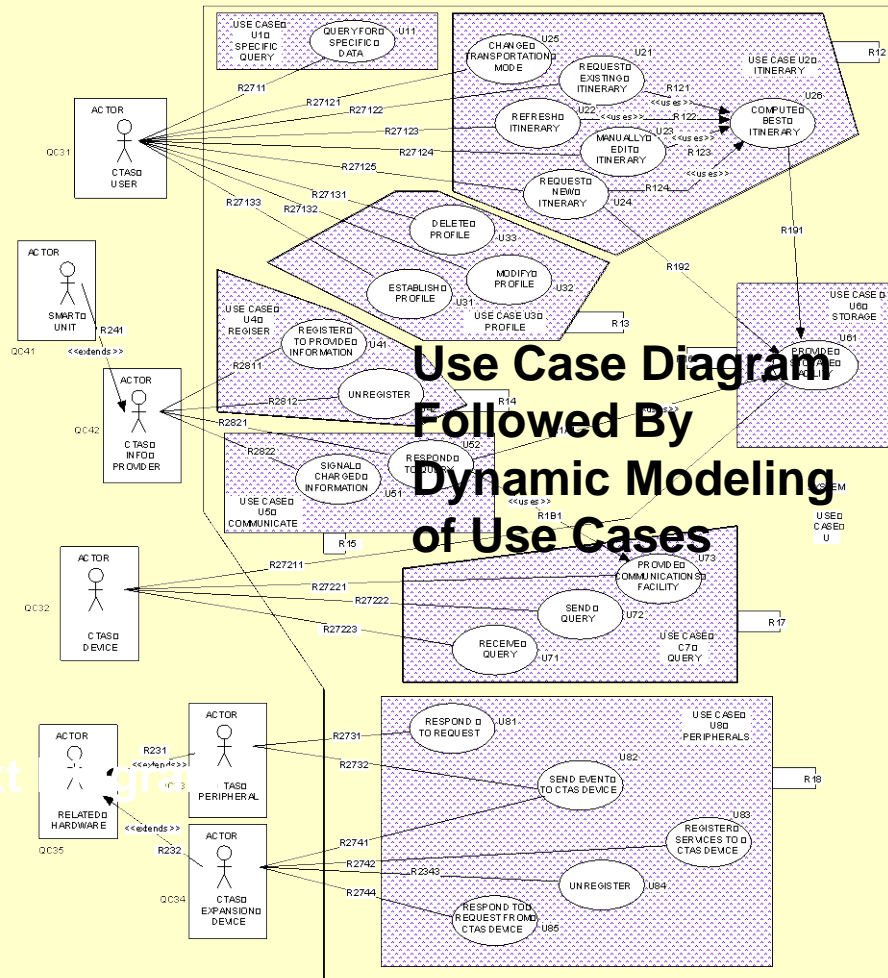 USE CASE□
U1□
SPECIFIC
QUERY
QUERY FOR□
SPECIFIC□
DATA
U11
CHANGE□
TRANSPORTATION□
MODE
U25
REQUEST□
EXISTING□
ITINERARY
U21
USE CASE U2□
ITINERARY
R12
R2711
R27121
R27122
R121
<<uses>>
U26
COMPUTE□
BEST□
ITINERARY
REFRESH□
ITINERARY
U22
R122
<<uses>>
R27123
MANUALLY□
EDIT□
ITINERARY
U23
R123
<<uses>>
R27124
R27125
REQUEST□
NEW□
ITNERARY
U24
R124
ACTOR
CTAS□
USER
QC31
R27131
R27132
R27133
DELETE□
PROFILE
U33
MODIFY□
PROFILE
U32
ESTABLISH□
PROFILE
U31
USE CASE U3□
PROFILE
R13
R191
R192
ACTOR
SMART□
UNIT
QC41
R241
<<extends>>
USE CASE□
U4□
REGISER
REGISTER□
TO PROVIDE□
INFORMATION
U41
USE CASE □
U6□
STORAGE
U61
PROVIDE□
FACILITY
Use Case Diagram
Followed By
Dynamic Modeling
of Use Cases
ACTOR
CTAS□
INFO□
PROVIDER
QC42
R2811
R2812
UNREGISTER
R14
R2821
R2822
SIGNAL□
CHARGED□
INFORMATION
U51
RESPOND□
TO QUERY
U52
USE CASE□
U5□
COMMUNICATE
R15
<<uses>>
R1B1
USE□
CASE□
U
ACTOR
CTAS□
DEVICE
QC32
R27211
R27221
R27222
R27223
PROVIDE□
COMMUNICATIONS□
FACILITY
U73
SEND□
QUERY
U72
RECEIVE□
QUERY
U71
USE CASE□
C7□
QUERY
R17
ACTOR
RELATED□
HARDWARE
QC35
R231
<<extends>>
<<extends>>
R232
ACTOR
PERIPHERAL
R2731
R2732
RESPOND □
TO REQUEST
U81
USE CASE□
U8□
PERIPHERALS
U82
SEND EVENT□
TO CTAS DEVICE
R18
ACTOR
CTAS□
EXPANSION□
DEVICE
QC34
R2741
R2742
R2343
R2744
U83
REGISTER□
SERVICES TO □
CTAS DEVICE
UNREGISTER
U84
RESPOND TO□
REQUEST FROM□
CTAS DEVICE
U85